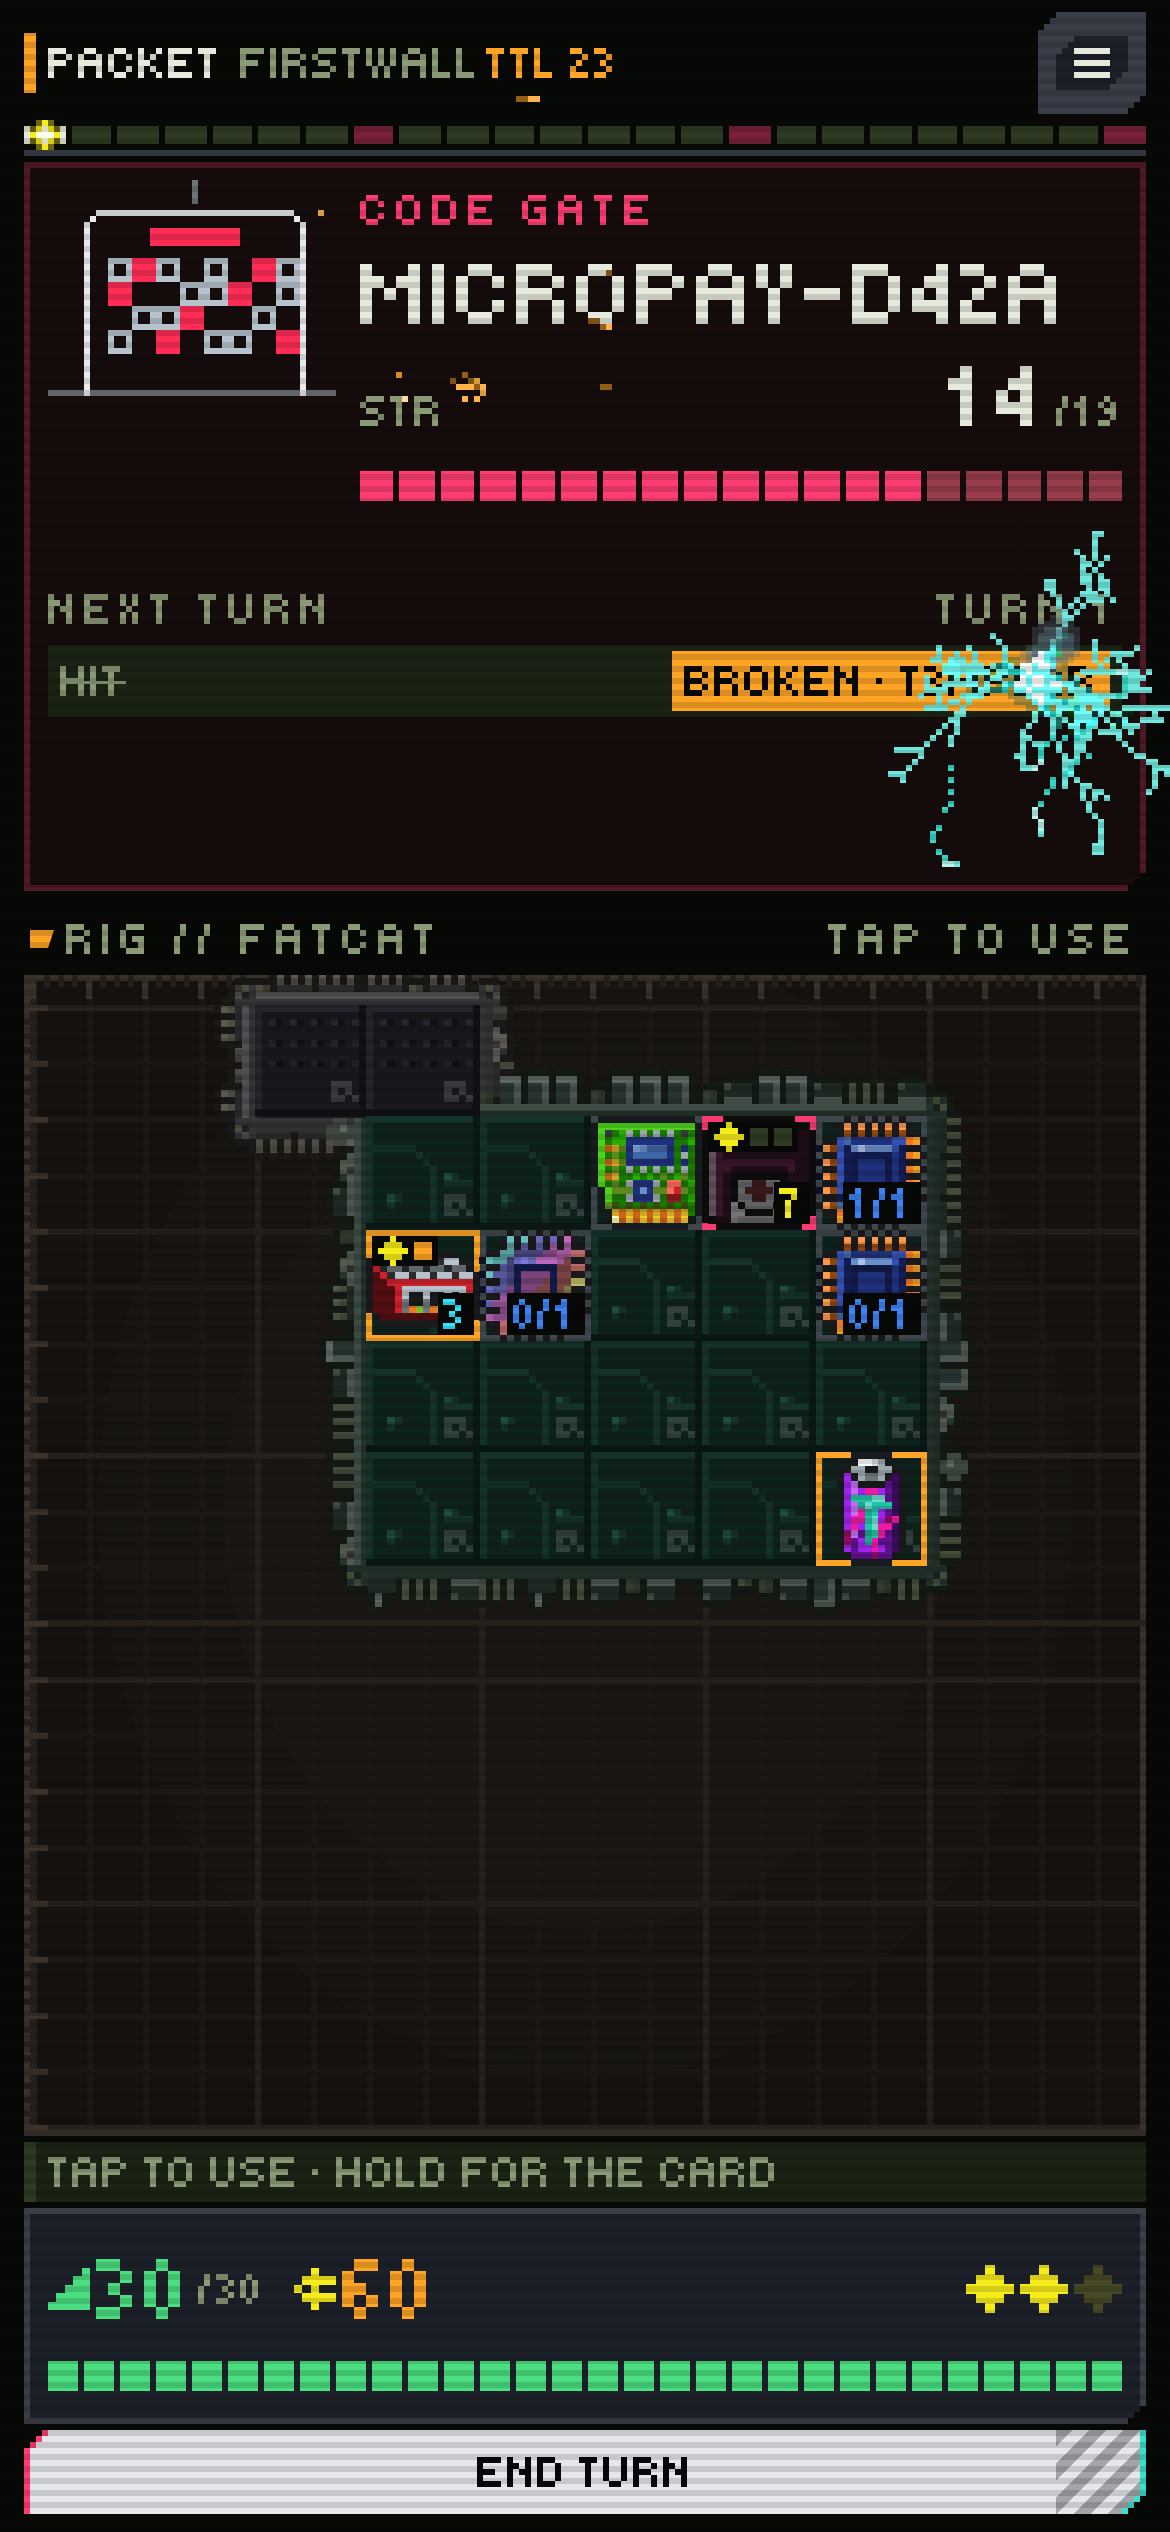 PACKET FIRSTWALL TTL 23
CODE GATE
MICROPAY-D42A
STR 14 /19
NEXT TURN TURN 1
HIT BROKEN
RIG // FATCAT TAP TO USE
7 1/1
3 0/1 0/1
TAP TO USE · HOLD FOR THE CARD
30 /30 60
END TURN